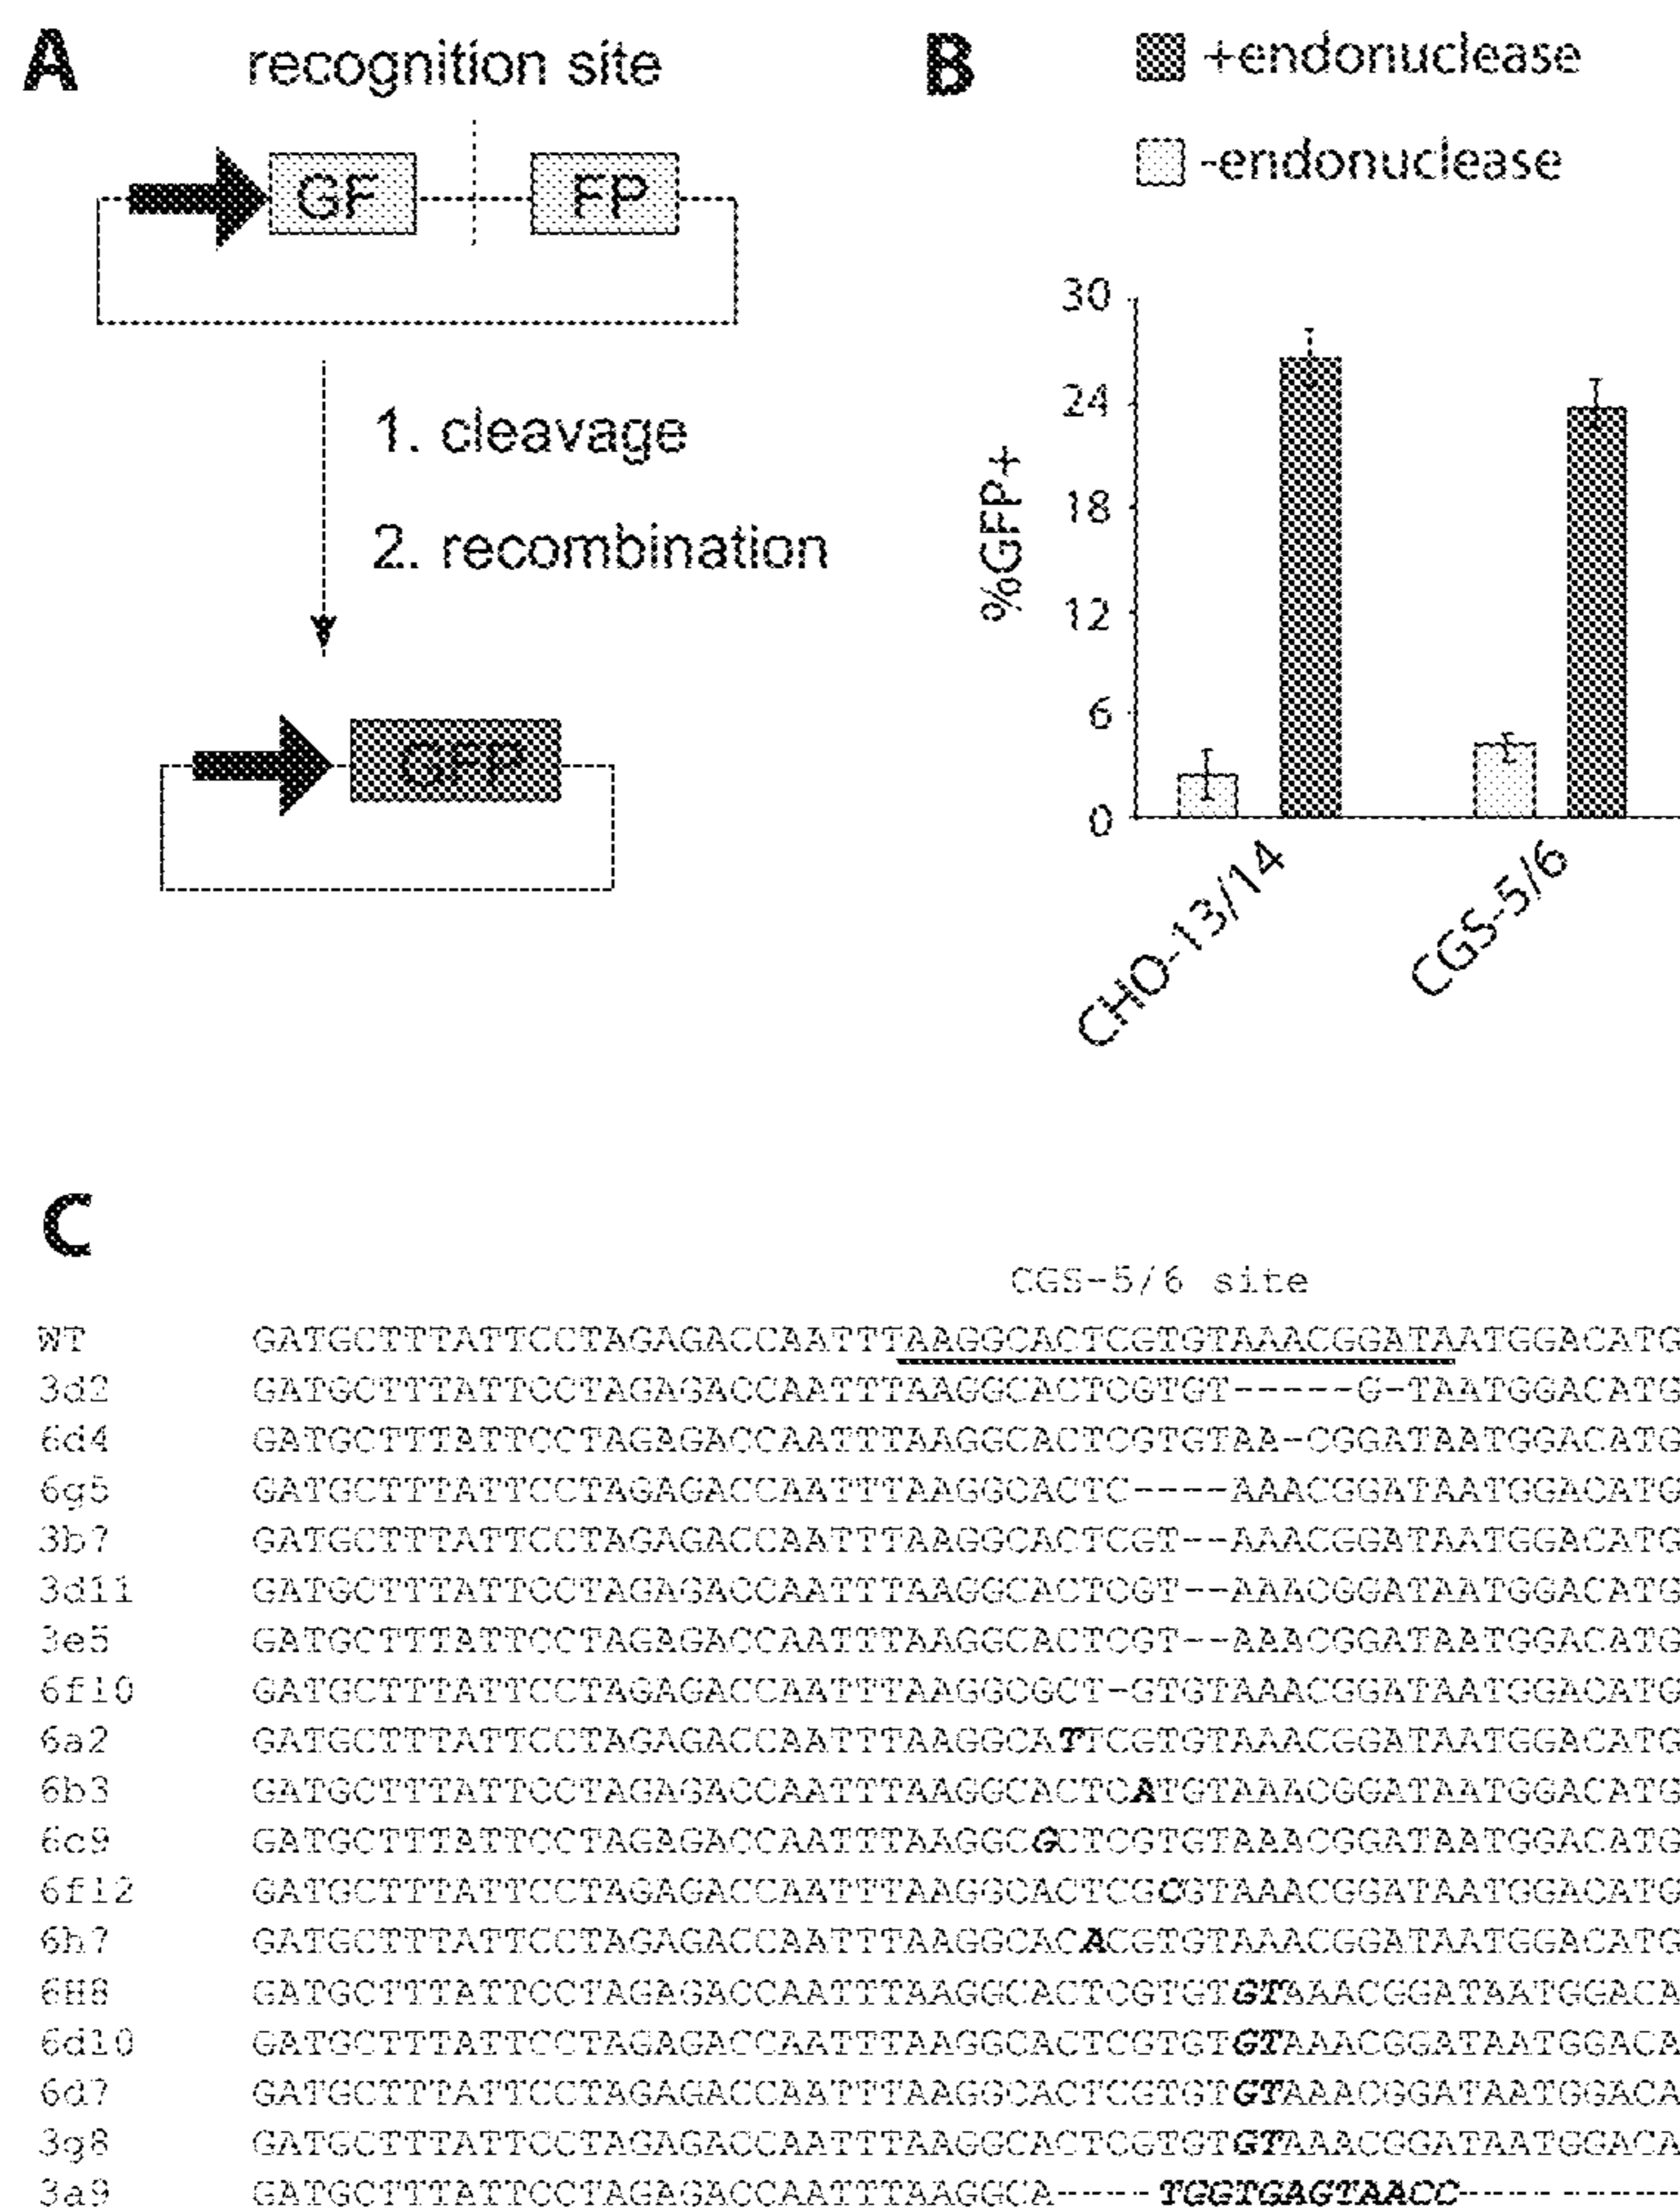 A
recognition site
GF
FP
1. cleavage
2. recombination
GFP
B
+endonuclease
-endonuclease
%GFP+
30
24
18
12
6
0
CHO-13/14
CGS-5/6
C
CGS-5/6 site
WT GATGCTTTATTCCTAGAGACCAATTTAAGGCACTCGTGTAAACGGATAATGGACATG
3d2 GATGCTTTATTCCTAGAGACCAATTTAAGGCACTCGTGT-----G-TAATGGACATG
6d4 GATGCTTTATTCCTAGAGACCAATTTAAGGCACTCGTGTAA-CGGATAATGGACATG
6g5 GATGCTTTATTCCTAGAGACCAATTTAAGGCACTC----AAACGGATAATGGACATG
3b7 GATGCTTTATTCCTAGAGACCAATTTAAGGCACTCGT--AAACGGATAATGGACATG
3d11 GATGCTTTATTCCTAGAGACCAATTTAAGGCACTCGT--AAACGGATAATGGACATG
3e5 GATGCTTTATTCCTAGAGACCAATTTAAGGCACTCGT--AAACGGATAATGGACATG
6f10 GATGCTTTATTCCTAGAGACCAATTTAAGGCGCT-GTGTAAACGGATAATGGACATG
6a2 GATGCTTTATTCCTAGAGACCAATTTAAGGCATTCGTGTAAACGGATAATGGACATG
6b3 GATGCTTTATTCCTAGAGACCAATTTAAGGCACTCATGTAAACGGATAATGGACATG
6c9 GATGCTTTATTCCTAGAGACCAATTTAAGGCGCTCGTGTAAACGGATAATGGACATG
6f12 GATGCTTTATTCCTAGAGACCAATTTAAGGCACTCGCGTAAACGGATAATGGACATG
6h7 GATGCTTTATTCCTAGAGACCAATTTAAGGCACACGTGTAAACGGATAATGGACATG
6H8 GATGCTTTATTCCTAGAGACCAATTTAAGGCACTCGTGTGTAAACGGATAATGGACA
6d10 GATGCTTTATTCCTAGAGACCAATTTAAGGCACTCGTGTGTAAACGGATAATGGACA
6d7 GATGCTTTATTCCTAGAGACCAATTTAAGGCACTCGTGTGTAAACGGATAATGGACA
3g8 GATGCTTTATTCCTAGAGACCAATTTAAGGCACTCGTGTGTAAACGGATAATGGACA
3a9 GATGCTTTATTCCTAGAGACCAATTTAAGGCA----TGGTGAGTAACC---------